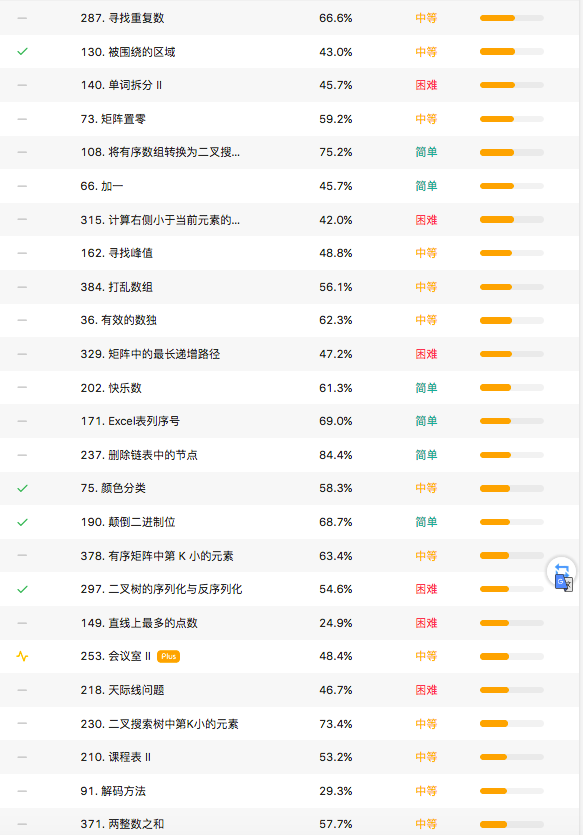 287. 寻找重复数 66.6% 中等
130. 被围绕的区域 43.0% 中等
140. 单词拆分 II 45.7% 困难
73. 矩阵置零 59.2% 中等
108. 将有序数组转换为二叉搜... 75.2% 简单
66. 加一 45.7% 简单
315. 计算右侧小于当前元素的... 42.0% 困难
162. 寻找峰值 48.8% 中等
384. 打乱数组 56.1% 中等
36. 有效的数独 62.3% 中等
329. 矩阵中的最长递增路径 47.2% 困难
202. 快乐数 61.3% 简单
171. Excel表列序号 69.0% 简单
237. 删除链表中的节点 84.4% 简单
75. 颜色分类 58.3% 中等
190. 颠倒二进制位 68.7% 简单
378. 有序矩阵中第 K 小的元素 63.4% 中等
297. 二叉树的序列化与反序列化 54.6% 困难
149. 直线上最多的点数 24.9% 困难
253. 会议室 II Plus 48.4% 中等
218. 天际线问题 46.7% 困难
230. 二叉搜索树中第K小的元素 73.4% 中等
210. 课程表 II 53.2% 中等
91. 解码方法 29.3% 中等
371. 两整数之和 57.7% 中等